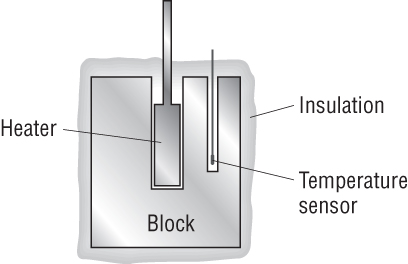 Insulation
Heater
Temperature
sensor
Block